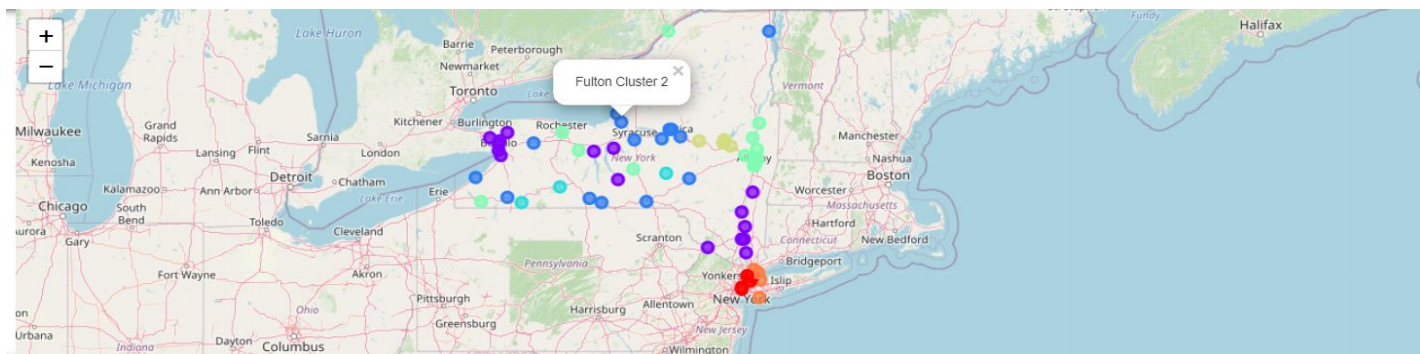 +
−
Fulton Cluster 2
×
Fundy
Halifax
Lake Huron
Barrie
Peterborough
Newmarket
Lake Michigan
Toronto
Vermont
Milwaukee
Grand
Rapids
Sarnia
Kitchener
Burlington
Rochester
Syracuse
Manchester
Kenosha
Lansing
Flint
London
New York
Nashua
Detroit
Chatham
Boston
Kalamazoo
Ann Arbor
Lake Erie
Erie
Worcester
Massachusetts
Chicago
South
Bend
Toledo
Hartford
Aurora
Gary
Cleveland
Scranton
Connecticut
New Bedford
Pennsylvania
Bridgeport
Fort Wayne
Akron
Yonkers
Islip
Pittsburgh
Allentown
New York
Ohio
Harrisburg
Greensburg
New Jersey
Urbana
Indiana
Dayton
Columbus
Wilmington